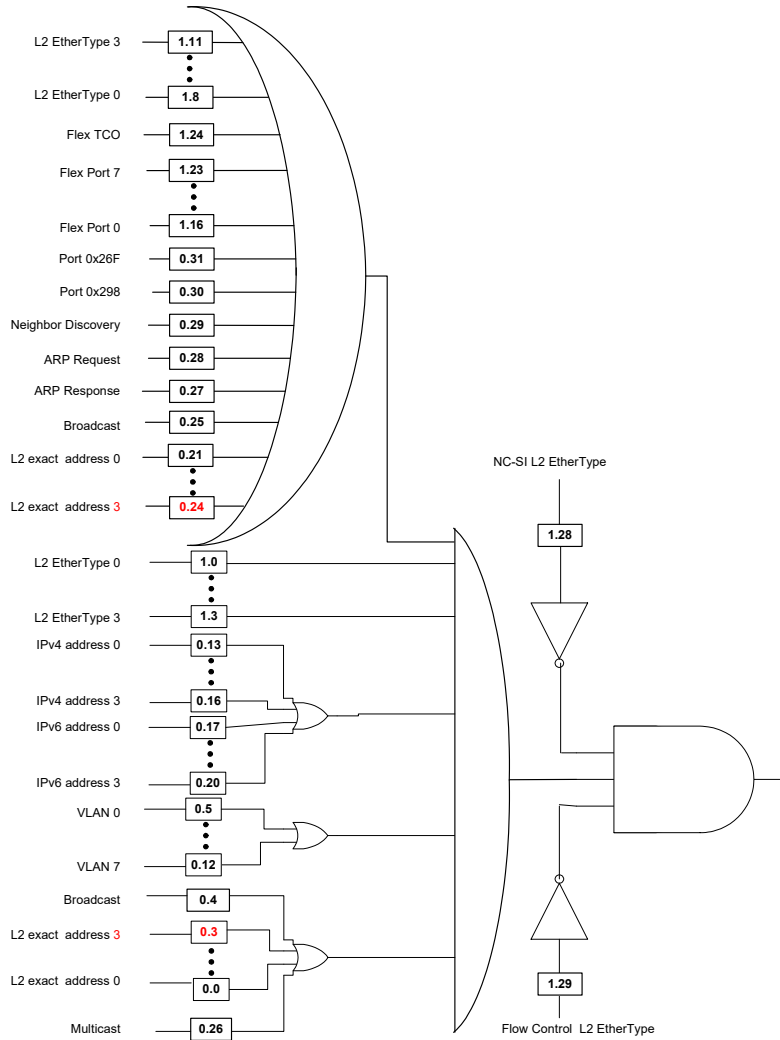 L2 EtherType 3 1.11
L2 EtherType 0 1.8
Flex TCO 1.24
Flex Port 7 1.23
Flex Port 0 1.16
Port 0x26F 0.31
Port 0x298 0.30
Neighbor Discovery 0.29
ARP Request 0.28
ARP Response 0.27
Broadcast 0.25
L2 exact address 0 0.21
L2 exact address 3 0.24
NC-SI L2 EtherType
1.28
L2 EtherType 0 1.0
L2 EtherType 3 1.3
IPv4 address 0 0.13
IPv4 address 3 0.16
IPv6 address 0 0.17
IPv6 address 3 0.20
VLAN 0 0.5
VLAN 7 0.12
Broadcast 0.4
L2 exact address 3 0.3
L2 exact address 0 0.0
Multicast 0.26
1.29
Flow Control L2 EtherType